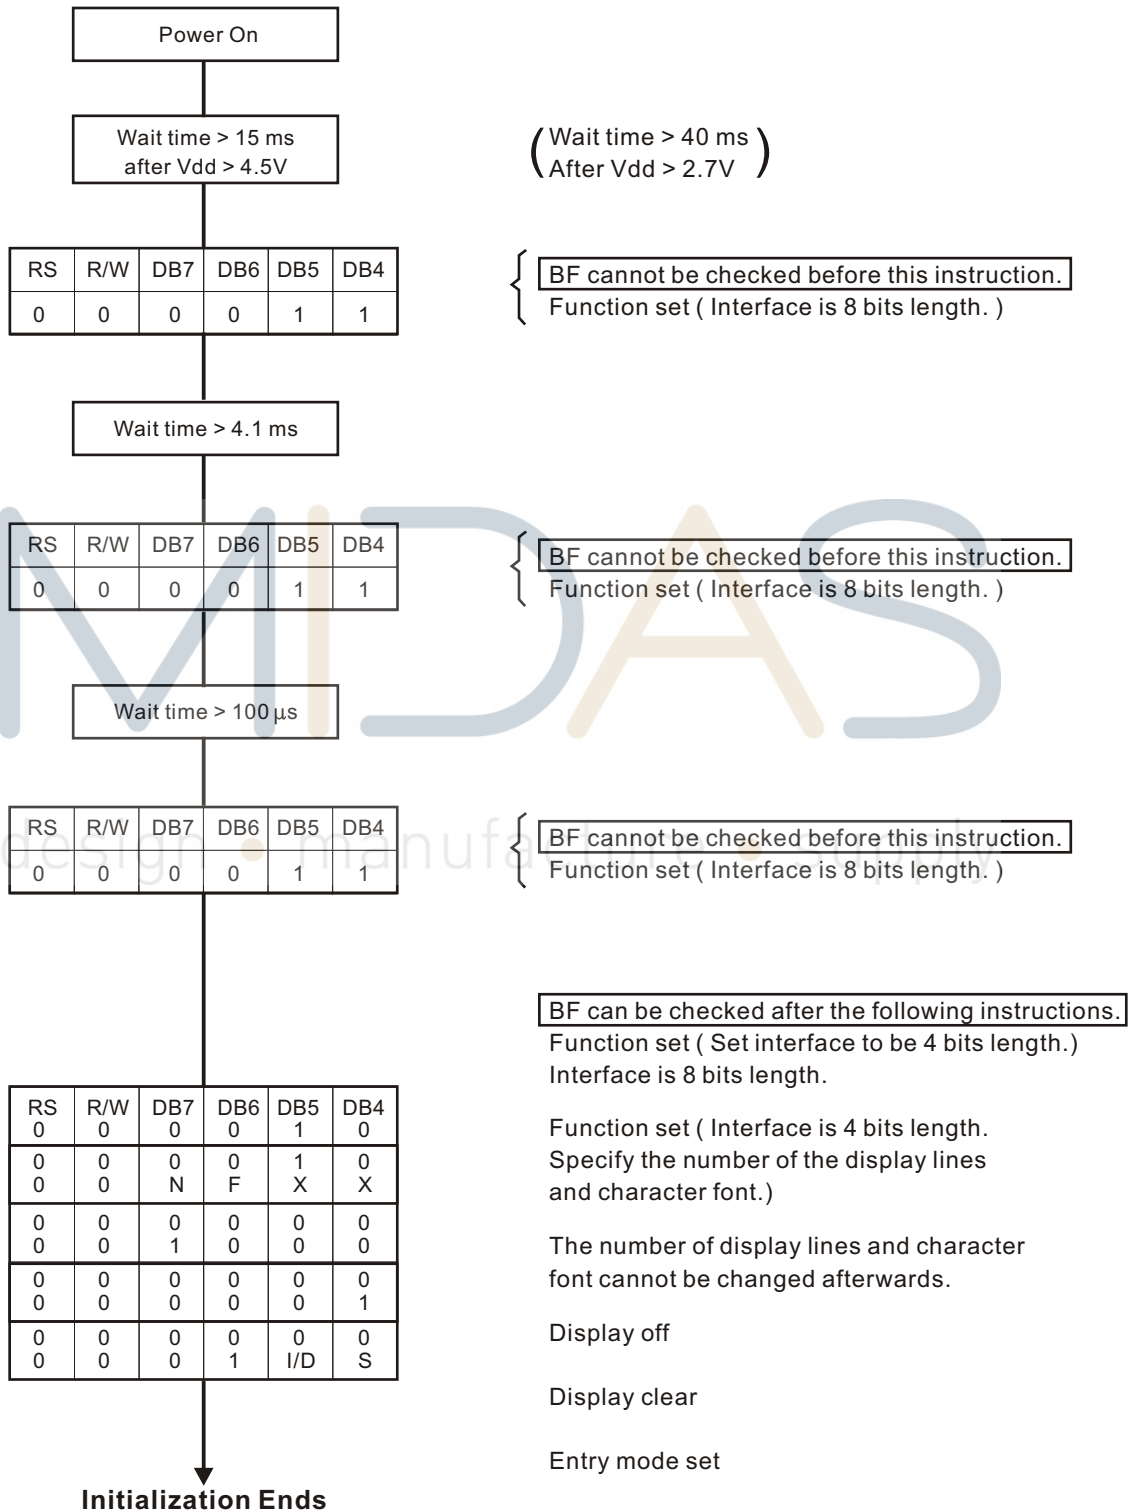 Power On
Wait time > 15 ms
after Vdd > 4.5V
(Wait time > 40 ms
After Vdd > 2.7V)
RS R/W DB7 DB6 DB5 DB4
0 0 0 0 1 1
BF cannot be checked before this instruction.
Function set ( Interface is 8 bits length. )
Wait time > 4.1 ms
RS R/W DB7 DB6 DB5 DB4
0 0 0 0 1 1
BF cannot be checked before this instruction.
Function set ( Interface is 8 bits length. )
MIDAS
Wait time > 100 μs
RS R/W DB7 DB6 DB5 DB4
0 0 0 0 1 1
BF cannot be checked before this instruction.
Function set ( Interface is 8 bits length. )
design • manufacture • supply
BF can be checked after the following instructions.
Function set ( Set interface to be 4 bits length.)
Interface is 8 bits length.
RS R/W DB7 DB6 DB5 DB4
0 0 0 0 1 0
0 0 0 0 1 0
0 0 N F X X
0 0 0 0 0 0
0 0 1 0 0 0
0 0 0 0 0 0
0 0 0 0 0 1
0 0 0 0 0 0
0 0 0 1 I/D S
Function set ( Interface is 4 bits length.
Specify the number of the display lines
and character font.)
The number of display lines and character
font cannot be changed afterwards.
Display off
Display clear
Entry mode set
Initialization Ends